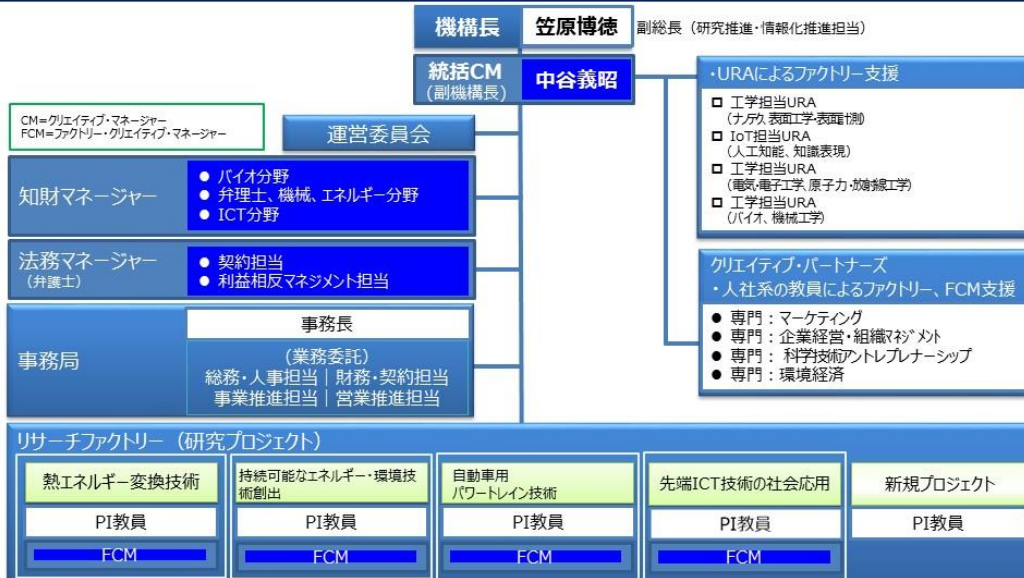 機構長
笠原博徳
副総長（研究推進・情報化推進担当）
統括CM
（副機構長）
中谷義昭
CM=クリエイティブ・マネージャー
FCM=ファクトリー・クリエイティブ・マネージャー
運営委員会
知財マネージャー
● バイオ分野
● 弁理士、機械、エネルギー分野
● ICT分野
法務マネージャー
（弁護士）
● 契約担当
● 利益相反マネジメント担当
事務局
事務長
（業務委託）
総務・人事担当｜財務・契約担当
事業推進担当｜営業推進担当
・URAによるファクトリー支援
工学担当URA
（ナノテク、表面工学・表面計測）
IoT担当URA
（人工知能、知識表現）
工学担当URA
（電気・電子工学、原子力・放射線工学）
工学担当URA
（バイオ、機械工学）
クリエイティブ・パートナーズ
・人社系の教員によるファクトリー、FCM支援
● 専門：マーケティング
● 専門：企業経営・組織マネジメント
● 専門：科学技術アントレプレナーシップ
● 専門：環境経済
リサーチファクトリー（研究プロジェクト）
熱エネルギー変換技術
PI教員
FCM
持続可能なエネルギー・環境技
術創出
PI教員
FCM
自動車用
パワートレイン技術
PI教員
FCM
先端ICT技術の社会応用
PI教員
FCM
新規プロジェクト
PI教員